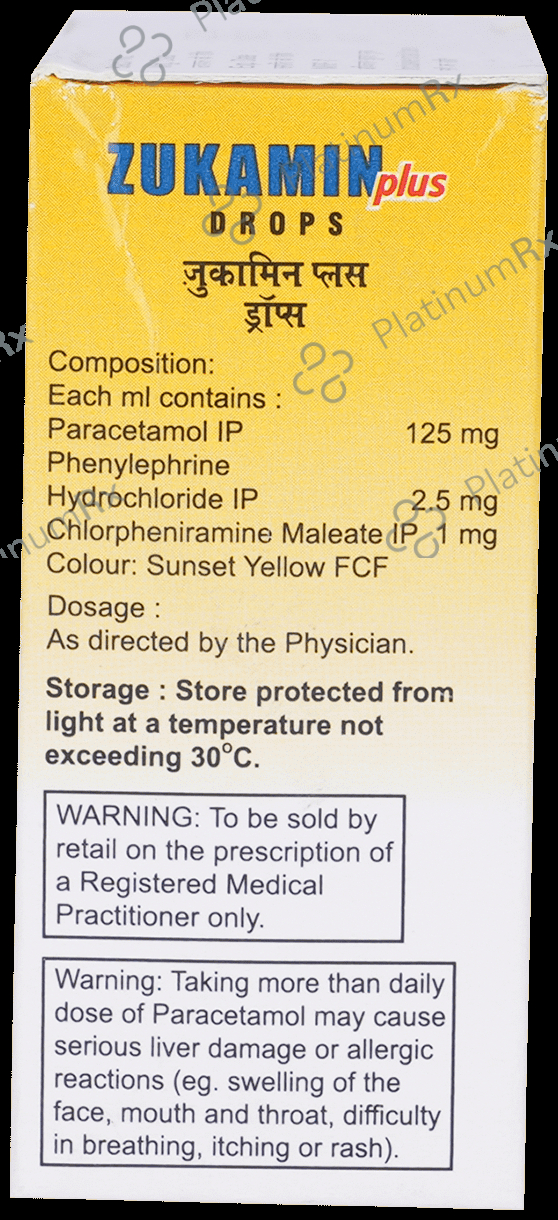 ZUKAMIN plus
DROPS
ज़ुकामिन प्लस
ड्रॉप्स
Composition:
Each ml contains :
Paracetamol IP 125 mg
Phenylephrine
Hydrochloride IP 2.5 mg
Chlorpheniramine Maleate IP 1 mg
Colour: Sunset Yellow FCF
Dosage :
As directed by the Physician.
Storage : Store protected from
light at a temperature not
exceeding 30°C.
WARNING: To be sold by
retail on the prescription of
a Registered Medical
Practitioner only.
Warning: Taking more than daily
dose of Paracetamol may cause
serious liver damage or allergic
reactions (eg. swelling of the
face, mouth and throat, difficulty
in breathing, itching or rash).
PlatinumRx
PlatinumRx
PlatinumRx